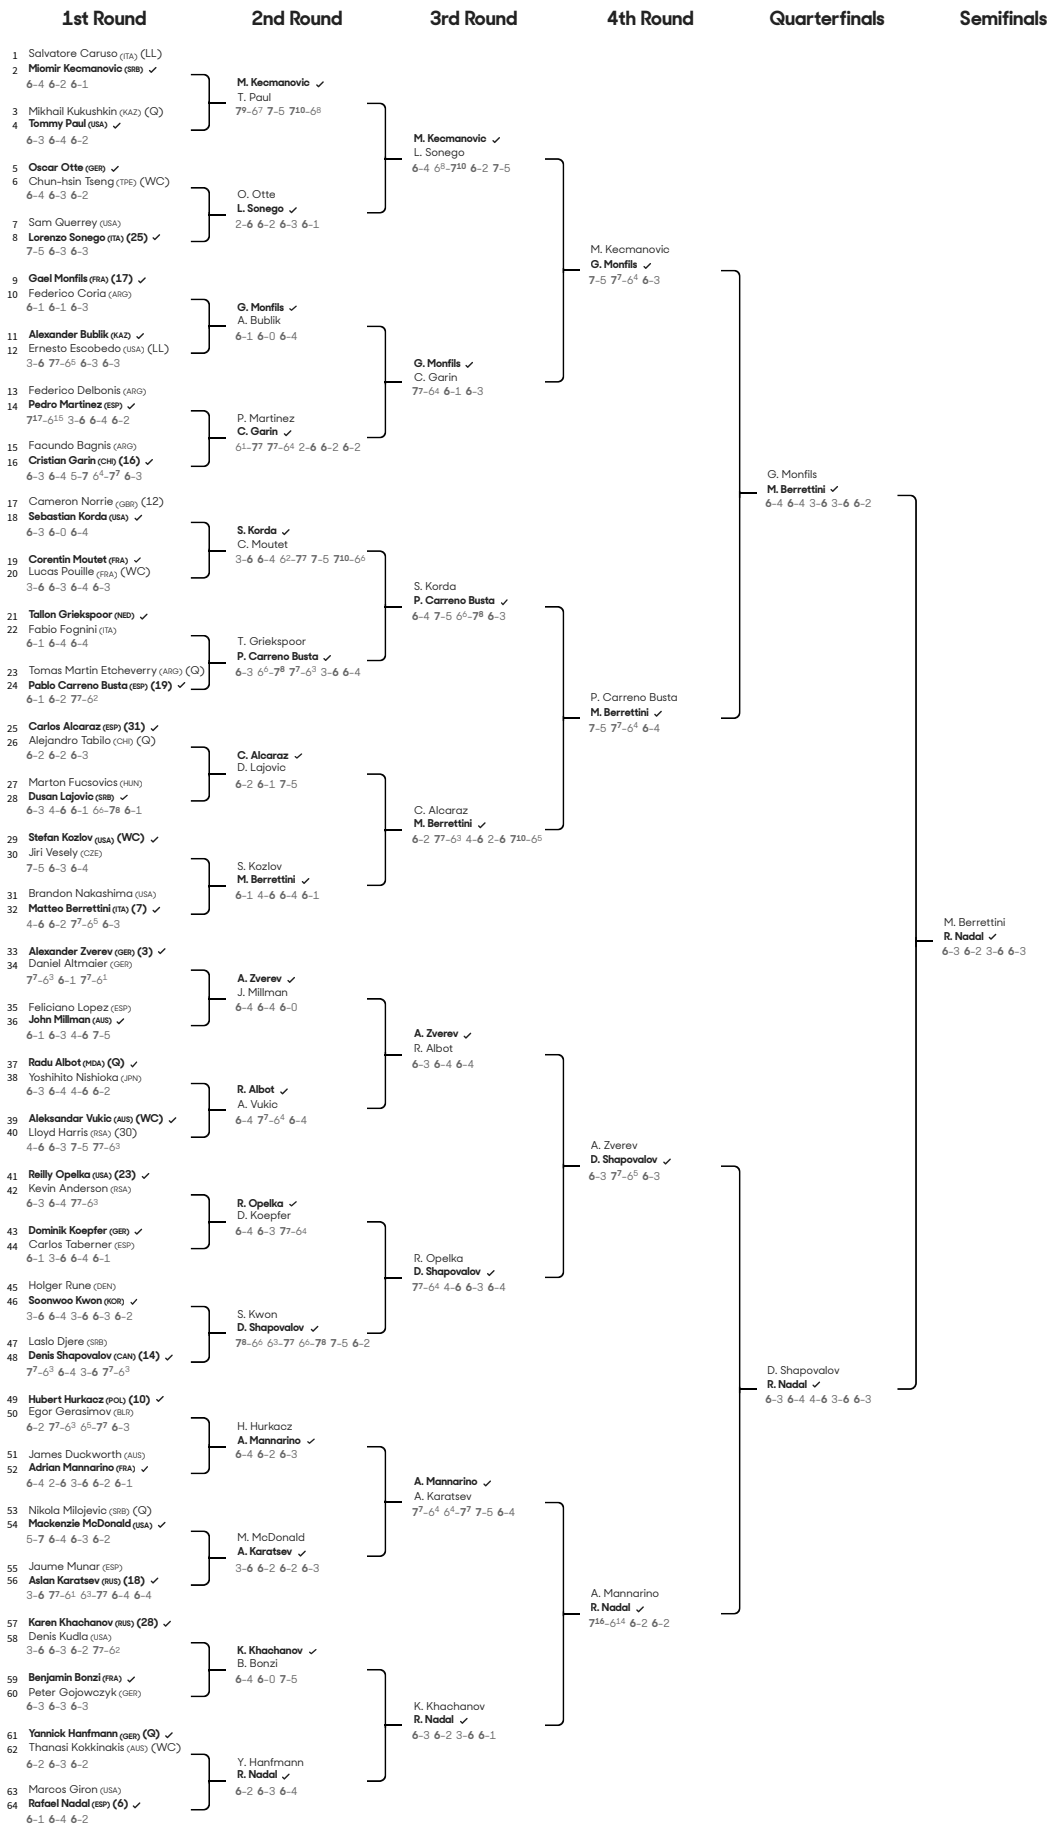 1st Round
2nd Round
3rd Round
4th Round
Quarterfinals
Semifinals
1 Salvatore Caruso (ITA) (LL)
2 Miomir Kecmanovic (SRB) ✓
6-4 6-2 6-1
3 Mikhail Kukushkin (KAZ) (Q)
4 Tommy Paul (USA) ✓
6-3 6-4 6-2
5 Oscar Otte (GER) ✓
6 Chun-hsin Tseng (TPE) (WC)
6-4 6-3 6-2
7 Sam Querrey (USA)
8 Lorenzo Sonego (ITA) (25) ✓
7-5 6-3 6-3
9 Gael Monfils (FRA) (17) ✓
10 Federico Coria (ARG)
6-1 6-1 6-3
11 Alexander Bublik (KAZ) ✓
12 Ernesto Escobedo (USA) (LL)
3-6 7⁷-6⁵ 6-3 6-3
13 Federico Delbonis (ARG)
14 Pedro Martinez (ESP) ✓
7¹⁷-6¹⁵ 3-6 6-4 6-2
15 Facundo Bagnis (ARG)
16 Cristian Garin (CHI) (16) ✓
6-3 6-4 5-7 6⁴-7⁷ 6-3
17 Cameron Norrie (GBR) (12)
18 Sebastian Korda (USA) ✓
6-3 6-0 6-4
19 Corentin Moutet (FRA) ✓
20 Lucas Pouille (FRA) (WC)
3-6 6-3 6-4 6-3
21 Tallon Griekspoor (NED) ✓
22 Fabio Fognini (ITA)
6-1 6-4 6-4
23 Tomas Martin Etcheverry (ARG) (Q)
24 Pablo Carreno Busta (ESP) (19) ✓
6-1 6-2 7⁷-6²
25 Carlos Alcaraz (ESP) (31) ✓
26 Alejandro Tabilo (CHI) (Q)
6-2 6-2 6-3
27 Marton Fucsovics (HUN)
28 Dusan Lajovic (SRB) ✓
6-3 4-6 6-1 6⁶-7⁸ 6-1
29 Stefan Kozlov (USA) (WC) ✓
30 Jiri Vesely (CZE)
7-5 6-3 6-4
31 Brandon Nakashima (USA)
32 Matteo Berrettini (ITA) (7) ✓
4-6 6-2 7⁷-6⁵ 6-3
33 Alexander Zverev (GER) (3) ✓
34 Daniel Altmaier (GER)
7⁷-6³ 6-1 7⁷-6¹
35 Feliciano Lopez (ESP)
36 John Millman (AUS) ✓
6-1 6-3 4-6 7-5
37 Radu Albot (MDA) (Q) ✓
38 Yoshihito Nishioka (JPN)
6-3 6-4 4-6 6-2
39 Aleksandar Vukic (AUS) (WC) ✓
40 Lloyd Harris (RSA) (30)
4-6 6-3 7-5 7⁷-6³
41 Reilly Opelka (USA) (23) ✓
42 Kevin Anderson (RSA)
6-3 6-4 7⁷-6³
43 Dominik Koepfer (GER) ✓
44 Carlos Taberner (ESP)
6-1 3-6 6-4 6-1
45 Holger Rune (DEN)
46 Soonwoo Kwon (KOR) ✓
3-6 6-4 3-6 6-3 6-2
47 Laslo Djere (SRB)
48 Denis Shapovalov (CAN) (14) ✓
7⁷-6³ 6-4 3-6 7⁷-6³
49 Hubert Hurkacz (POL) (10) ✓
50 Egor Gerasimov (BLR)
6-2 7⁷-6³ 6⁵-7⁷ 6-3
51 James Duckworth (AUS)
52 Adrian Mannarino (FRA) ✓
6-4 2-6 3-6 6-2 6-1
53 Nikola Milojevic (SRB) (Q)
54 Mackenzie McDonald (USA) ✓
5-7 6-4 6-3 6-2
55 Jaume Munar (ESP)
56 Aslan Karatsev (RUS) (18) ✓
3-6 7⁷-6¹ 6³-7⁷ 6-4 6-4
57 Karen Khachanov (RUS) (28) ✓
58 Denis Kudla (USA)
3-6 6-3 6-2 7⁷-6²
59 Benjamin Bonzi (FRA) ✓
60 Peter Gojowczyk (GER)
6-3 6-3 6-3
61 Yannick Hanfmann (GER) (Q) ✓
62 Thanasi Kokkinakis (AUS) (WC)
6-2 6-3 6-2
63 Marcos Giron (USA)
64 Rafael Nadal (ESP) (6) ✓
6-1 6-4 6-2
M. Kecmanovic ✓
T. Paul
7⁹-6⁷ 7-5 7¹⁰-6⁸
O. Otte
L. Sonego ✓
2-6 6-2 6-3 6-1
G. Monfils ✓
A. Bublik
6-1 6-0 6-4
P. Martinez
C. Garin ✓
6¹-7⁷ 7⁷-6⁴ 2-6 6-2 6-2
S. Korda ✓
C. Moutet
3-6 6-4 6²-7⁷ 7-5 7¹⁰-6⁶
T. Griekspoor
P. Carreno Busta ✓
6-3 6⁶-7⁸ 7⁷-6³ 3-6 6-4
C. Alcaraz ✓
D. Lajovic
6-2 6-1 7-5
S. Kozlov
M. Berrettini ✓
6-1 4-6 6-4 6-1
A. Zverev ✓
J. Millman
6-4 6-4 6-0
R. Albot ✓
A. Vukic
6-4 7⁷-6⁴ 6-4
R. Opelka ✓
D. Koepfer
6-4 6-3 7⁷-6⁴
S. Kwon
D. Shapovalov ✓
7⁸-6⁶ 6³-7⁷ 6⁶-7⁸ 7-5 6-2
H. Hurkacz
A. Mannarino ✓
6-4 6-2 6-3
M. McDonald
A. Karatsev ✓
3-6 6-2 6-2 6-3
K. Khachanov ✓
B. Bonzi
6-4 6-0 7-5
Y. Hanfmann
R. Nadal ✓
6-2 6-3 6-4
M. Kecmanovic ✓
L. Sonego
6-4 6⁸-7¹⁰ 6-2 7-5
G. Monfils ✓
C. Garin
7⁷-6⁴ 6-1 6-3
S. Korda
P. Carreno Busta ✓
6-4 7-5 6⁶-7⁸ 6-3
C. Alcaraz
M. Berrettini ✓
6-2 7⁷-6³ 4-6 2-6 7¹⁰-6⁵
A. Zverev ✓
R. Albot
6-3 6-4 6-4
R. Opelka
D. Shapovalov ✓
7⁷-6⁴ 4-6 6-3 6-4
A. Mannarino ✓
A. Karatsev
7⁷-6⁴ 6⁴-7⁷ 7-5 6-4
K. Khachanov
R. Nadal ✓
6-3 6-2 3-6 6-1
M. Kecmanovic
G. Monfils ✓
7-5 7⁷-6⁴ 6-3
P. Carreno Busta
M. Berrettini ✓
7-5 7⁷-6⁴ 6-4
A. Zverev
D. Shapovalov ✓
6-3 7⁷-6⁵ 6-3
A. Mannarino
R. Nadal ✓
7¹⁶-6¹⁴ 6-2 6-2
G. Monfils
M. Berrettini ✓
6-4 6-4 3-6 3-6 6-2
D. Shapovalov
R. Nadal ✓
6-3 6-4 4-6 3-6 6-3
M. Berrettini
R. Nadal ✓
6-3 6-2 3-6 6-3